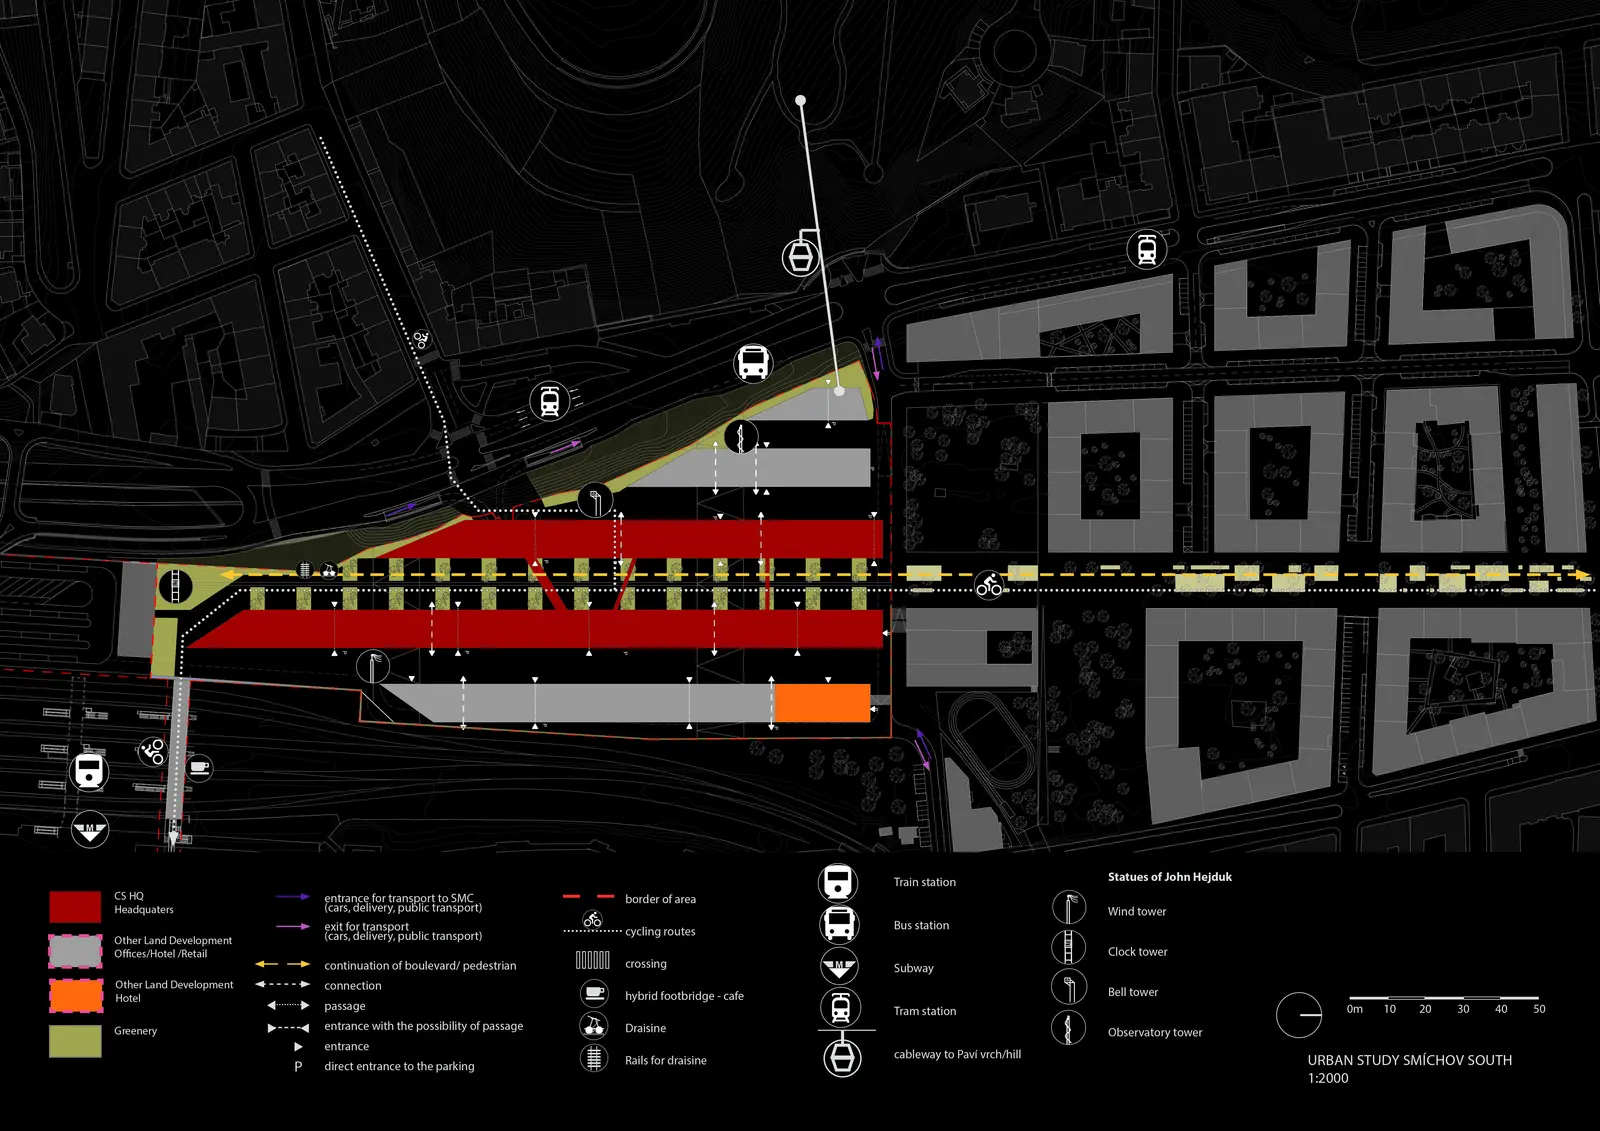 M
CS HQ
Headquaters
Other Land Development
Offices/Hotel /Retail
Other Land Development
Hotel
Greenery
entrance for transport to SMC
(cars, delivery, public transport)
exit for transport
(cars, delivery, public transport)
continuation of boulevard/ pedestrian
connection
passage
entrance with the possibility of passage
entrance
P
direct entrance to the parking
border of area
cycling routes
crossing
hybrid footbridge - cafe
Draisine
Rails for draisine
Train station
Bus station
M
Subway
Tram station
cableway to Paví vrch/hill
Statues of John Hejduk
Wind tower
Clock tower
Bell tower
Observatory tower
0m 10 20 30 40 50
URBAN STUDY SMÍCHOV SOUTH
1:2000